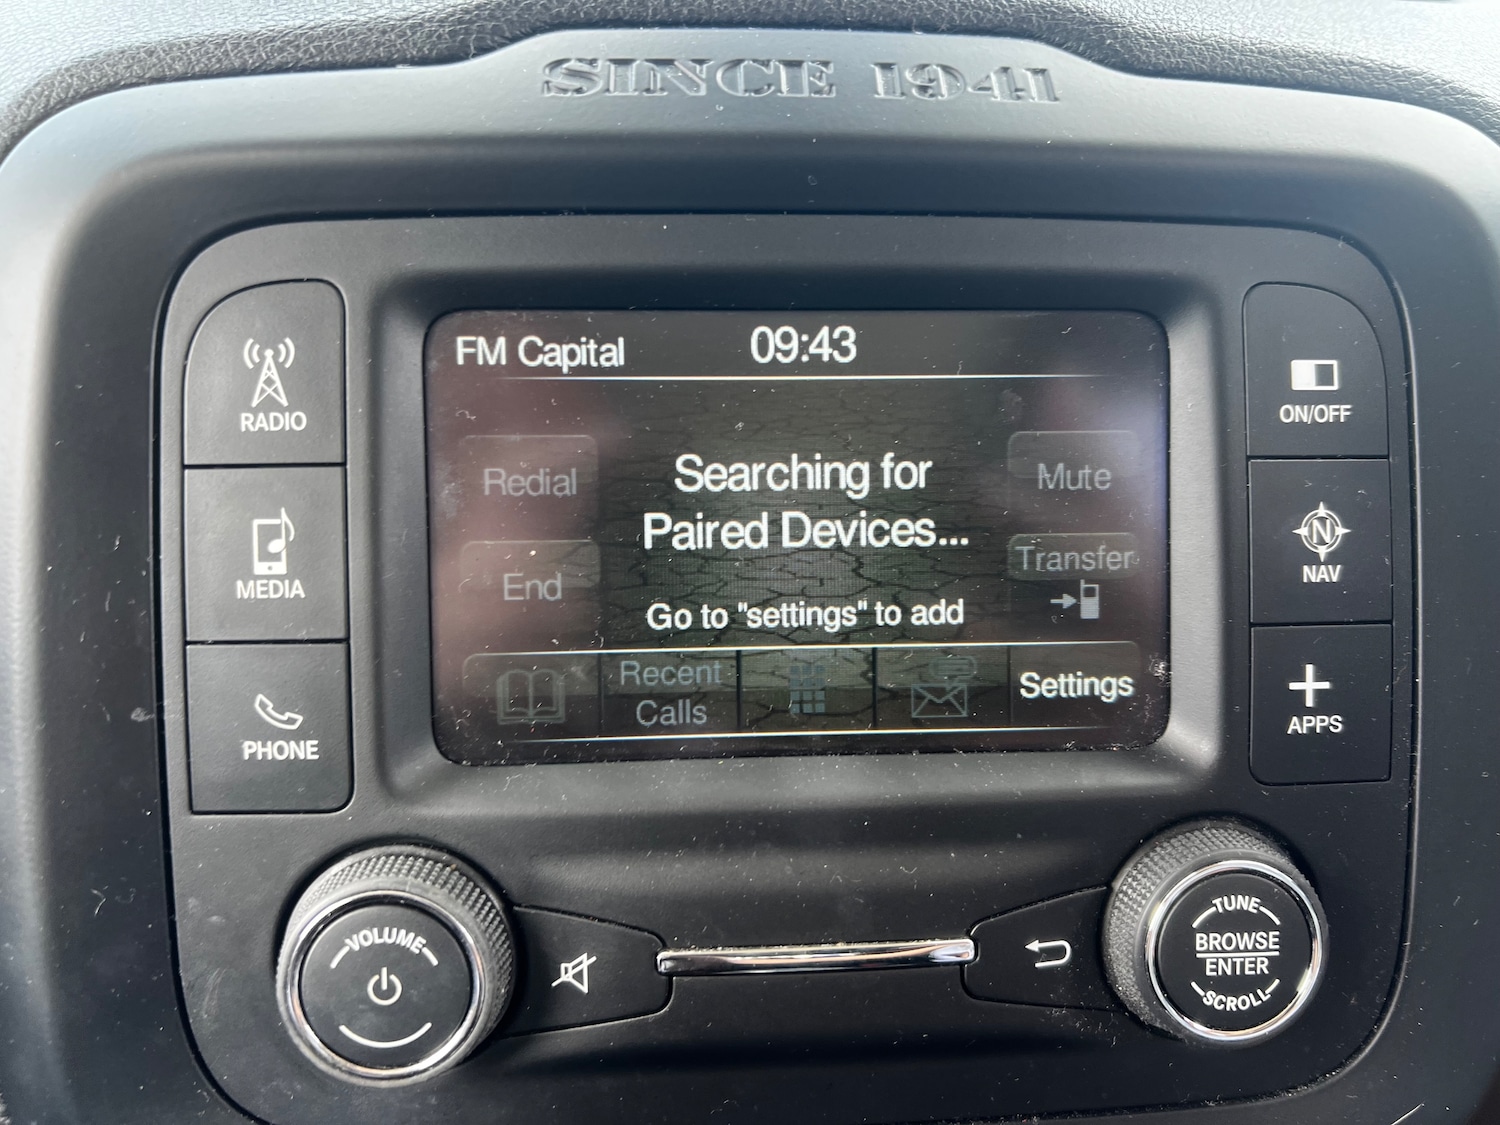 SINCE 1941
FM Capital
09:43
RADIO
MEDIA
PHONE
Redial
End
Searching for
Paired Devices...
Go to "settings" to add
Mute
Transfer
Recent
Calls
Settings
ON/OFF
N
NAV
APPS
VOLUME
TUNE
BROWSE
ENTER
SCROLL